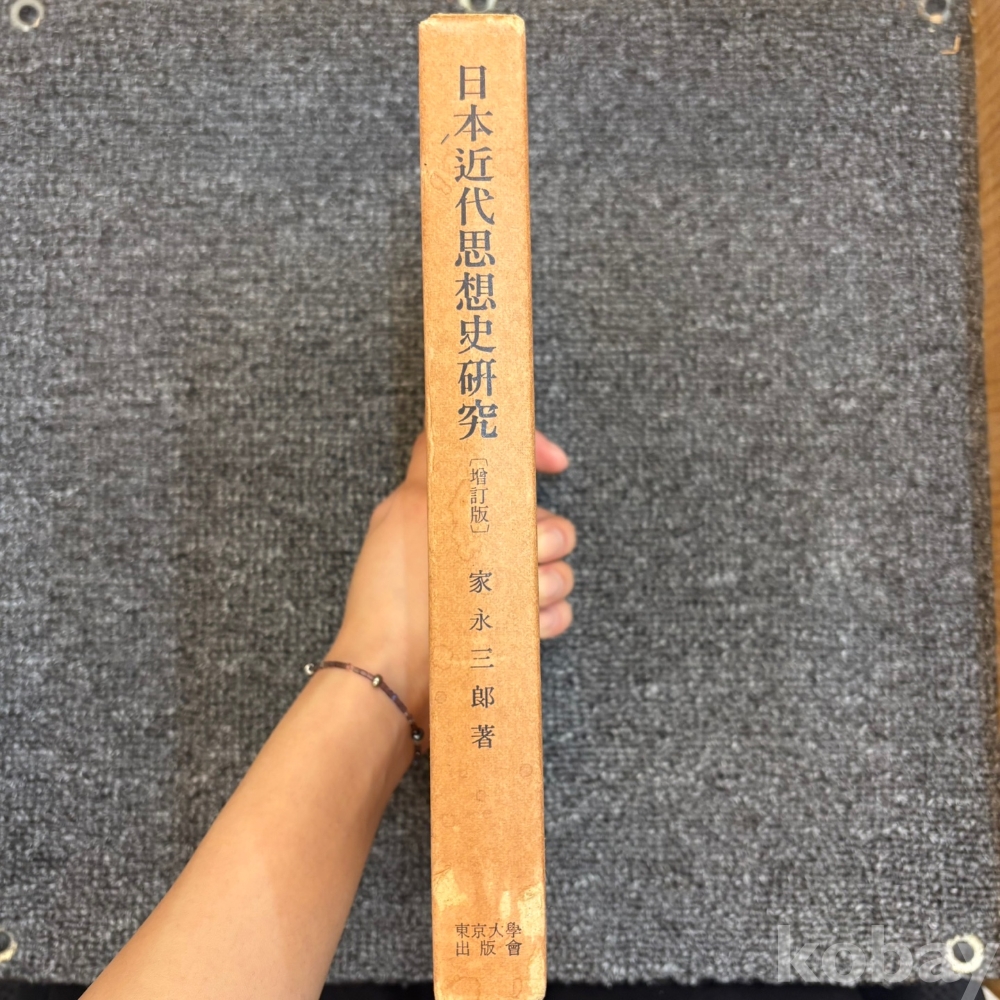 日本近代思想史研究
〔増訂版〕
家永三郎著
東京大學
出版會
koba